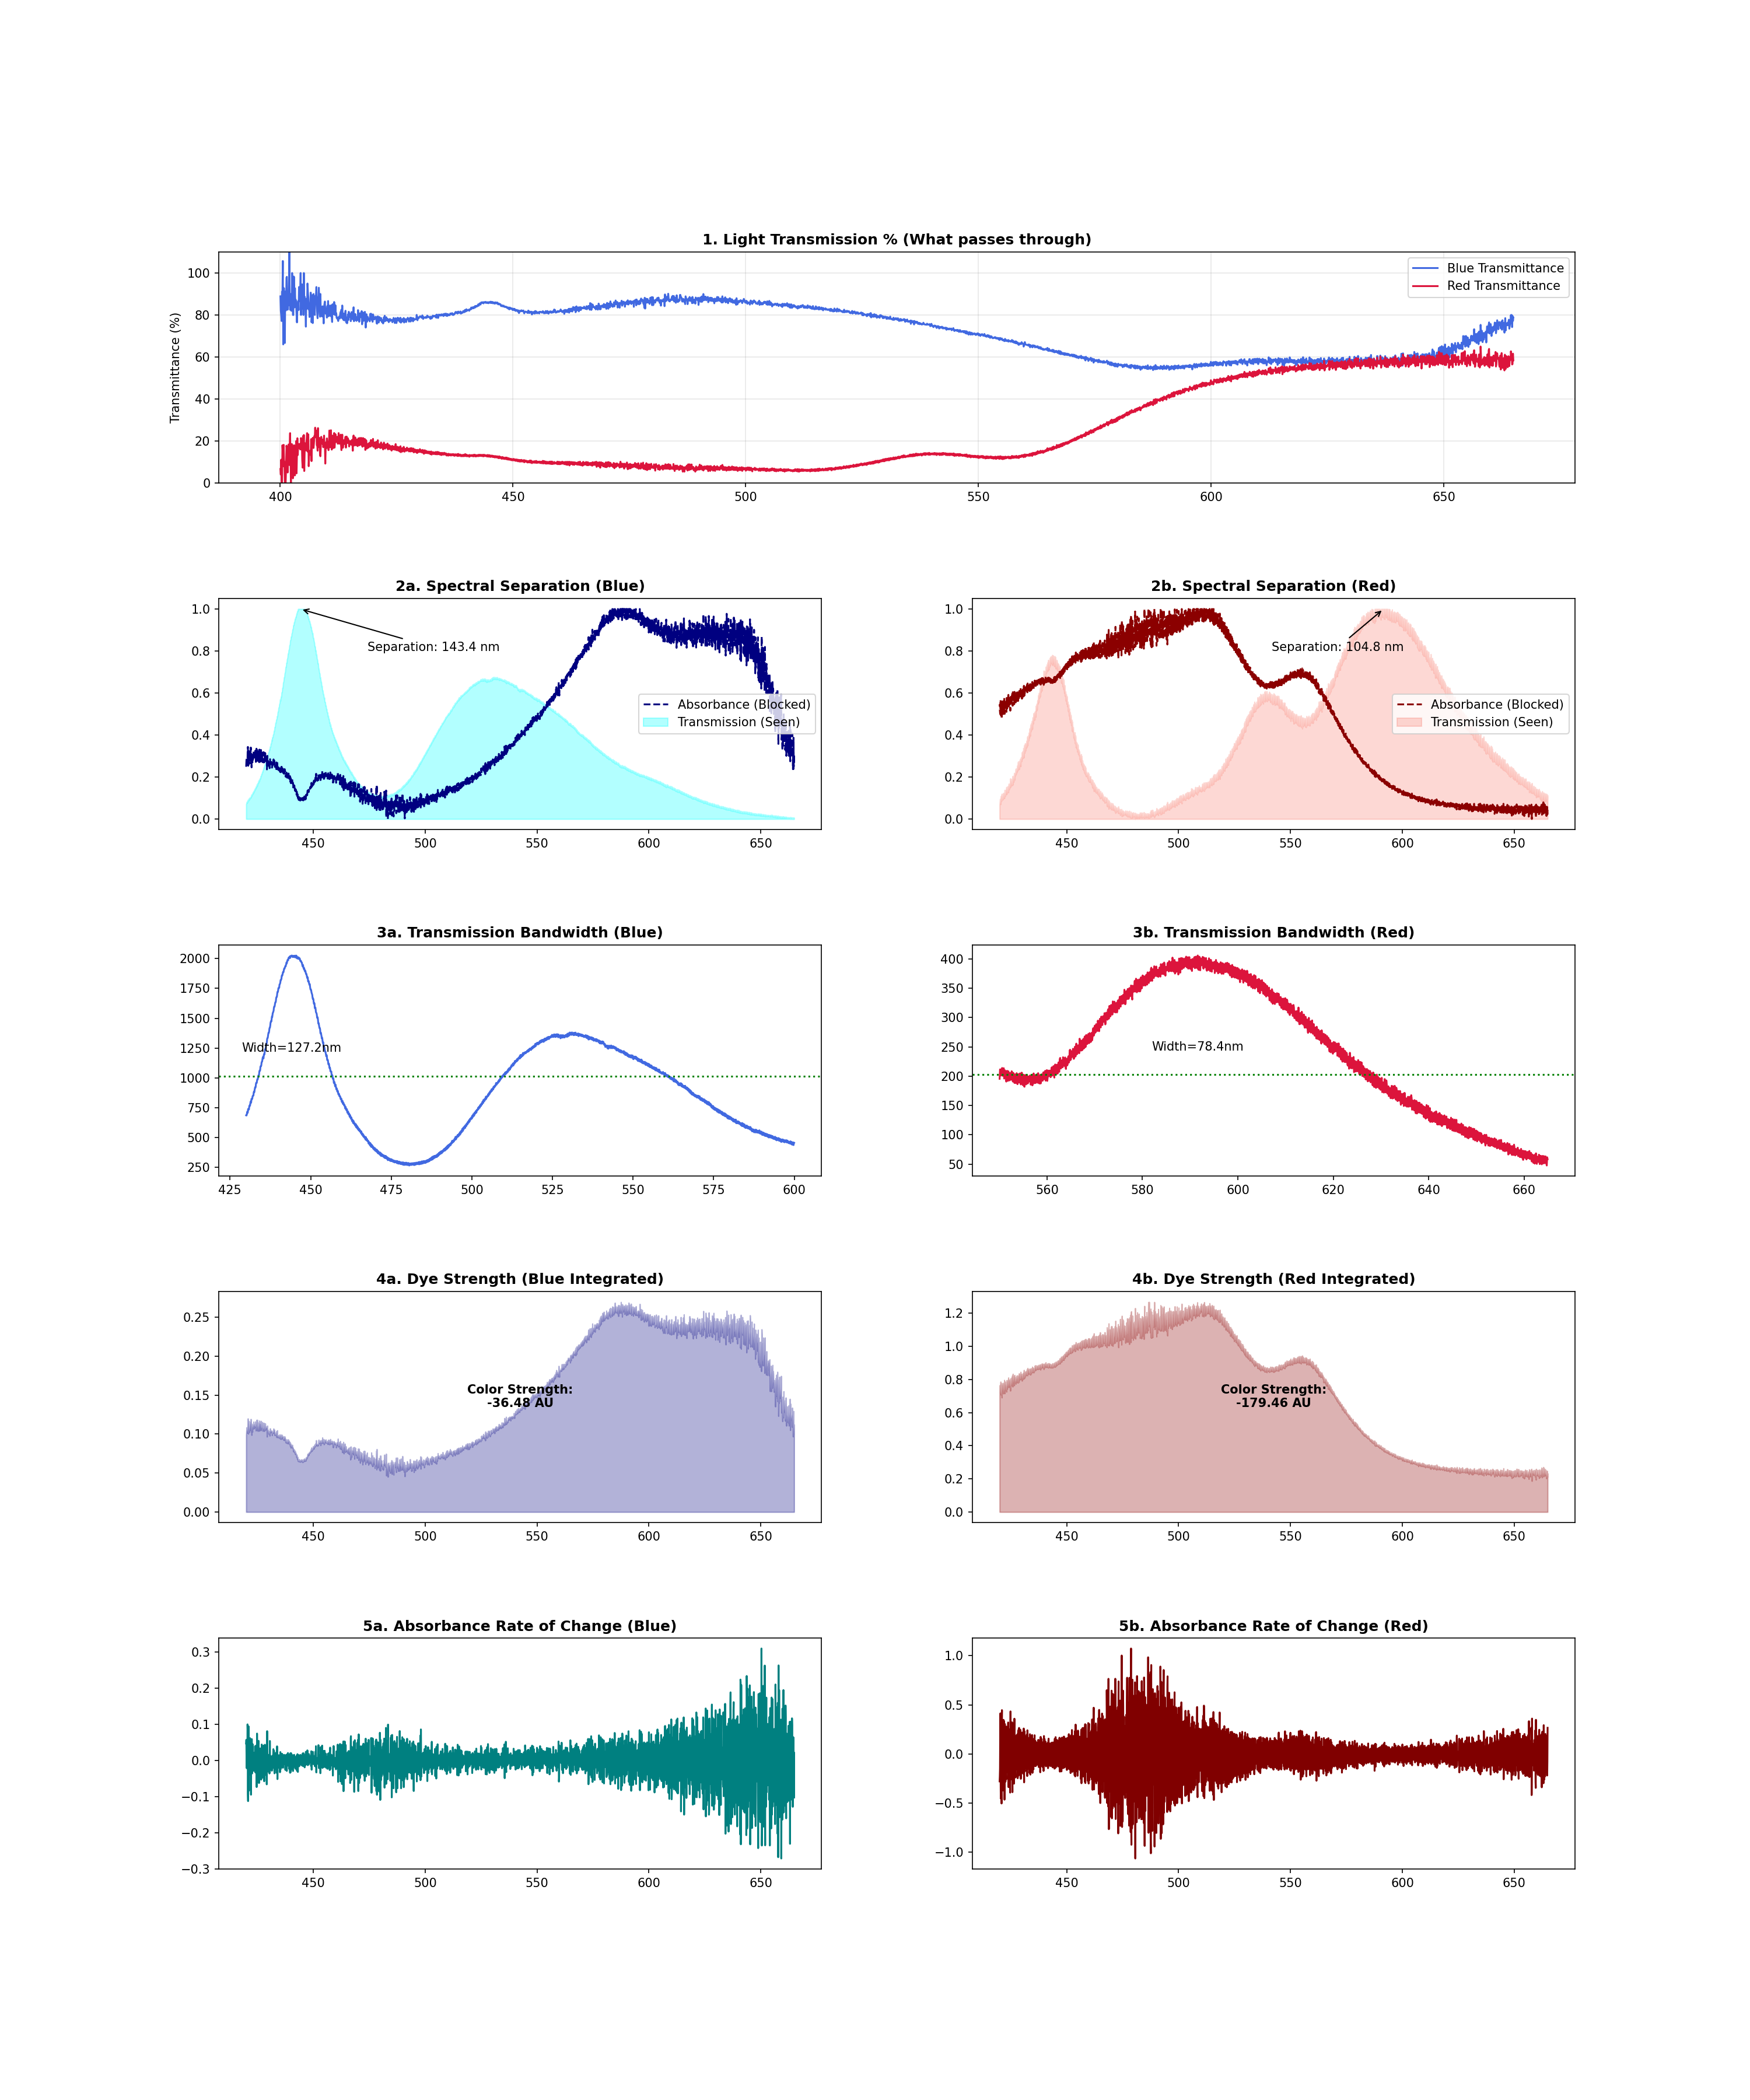 1. Light Transmission % (What passes through)
Transmittance (%)
100
80
60
40
20
0
Blue Transmittance
Red Transmittance
400 450 500 550 600 650
2a. Spectral Separation (Blue)
1.0
0.8
0.6
0.4
0.2
0.0
Separation: 143.4 nm
Absorbance (Blocked)
Transmission (Seen)
450 500 550 600 650
2b. Spectral Separation (Red)
1.0
0.8
0.6
0.4
0.2
0.0
Separation: 104.8 nm
Absorbance (Blocked)
Transmission (Seen)
450 500 550 600 650
3a. Transmission Bandwidth (Blue)
2000
1750
1500
1250
1000
750
500
250
Width=127.2nm
425 450 475 500 525 550 575 600
3b. Transmission Bandwidth (Red)
400
350
300
250
200
150
100
50
Width=78.4nm
560 580 600 620 640 660
4a. Dye Strength (Blue Integrated)
0.25
0.20
0.15
0.10
0.05
0.00
Color Strength:
-36.48 AU
450 500 550 600 650
4b. Dye Strength (Red Integrated)
1.2
1.0
0.8
0.6
0.4
0.2
0.0
Color Strength:
-179.46 AU
450 500 550 600 650
5a. Absorbance Rate of Change (Blue)
0.3
0.2
0.1
0.0
−0.1
−0.2
−0.3
450 500 550 600 650
5b. Absorbance Rate of Change (Red)
1.0
0.5
0.0
−0.5
−1.0
450 500 550 600 650